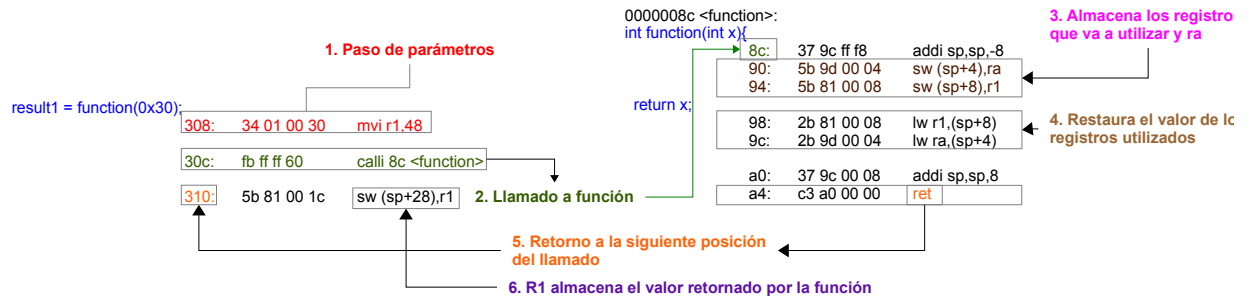 0000008c <function>:
int function(int x){
3. Almacena los registros
que va a utilizar y ra
8c: 37 9c ff f8 addi sp,sp,-8
90: 5b 9d 00 04 sw (sp+4),ra
94: 5b 81 00 08 sw (sp+8),r1
return x;
98: 2b 81 00 08 lw r1,(sp+8)
9c: 2b 9d 00 04 lw ra,(sp+4)
4. Restaura el valor de lo
registros utilizados
a0: 37 9c 00 08 addi sp,sp,8
a4: c3 a0 00 00 ret
1. Paso de parámetros
result1 = function(0x30);
308: 34 01 00 30 mvi r1,48
30c: fb ff ff 60 calli 8c <function>
310: 5b 81 00 1c sw (sp+28),r1
2. Llamado a función
5. Retorno a la siguiente posición
del llamado
6. R1 almacena el valor retornado por la función